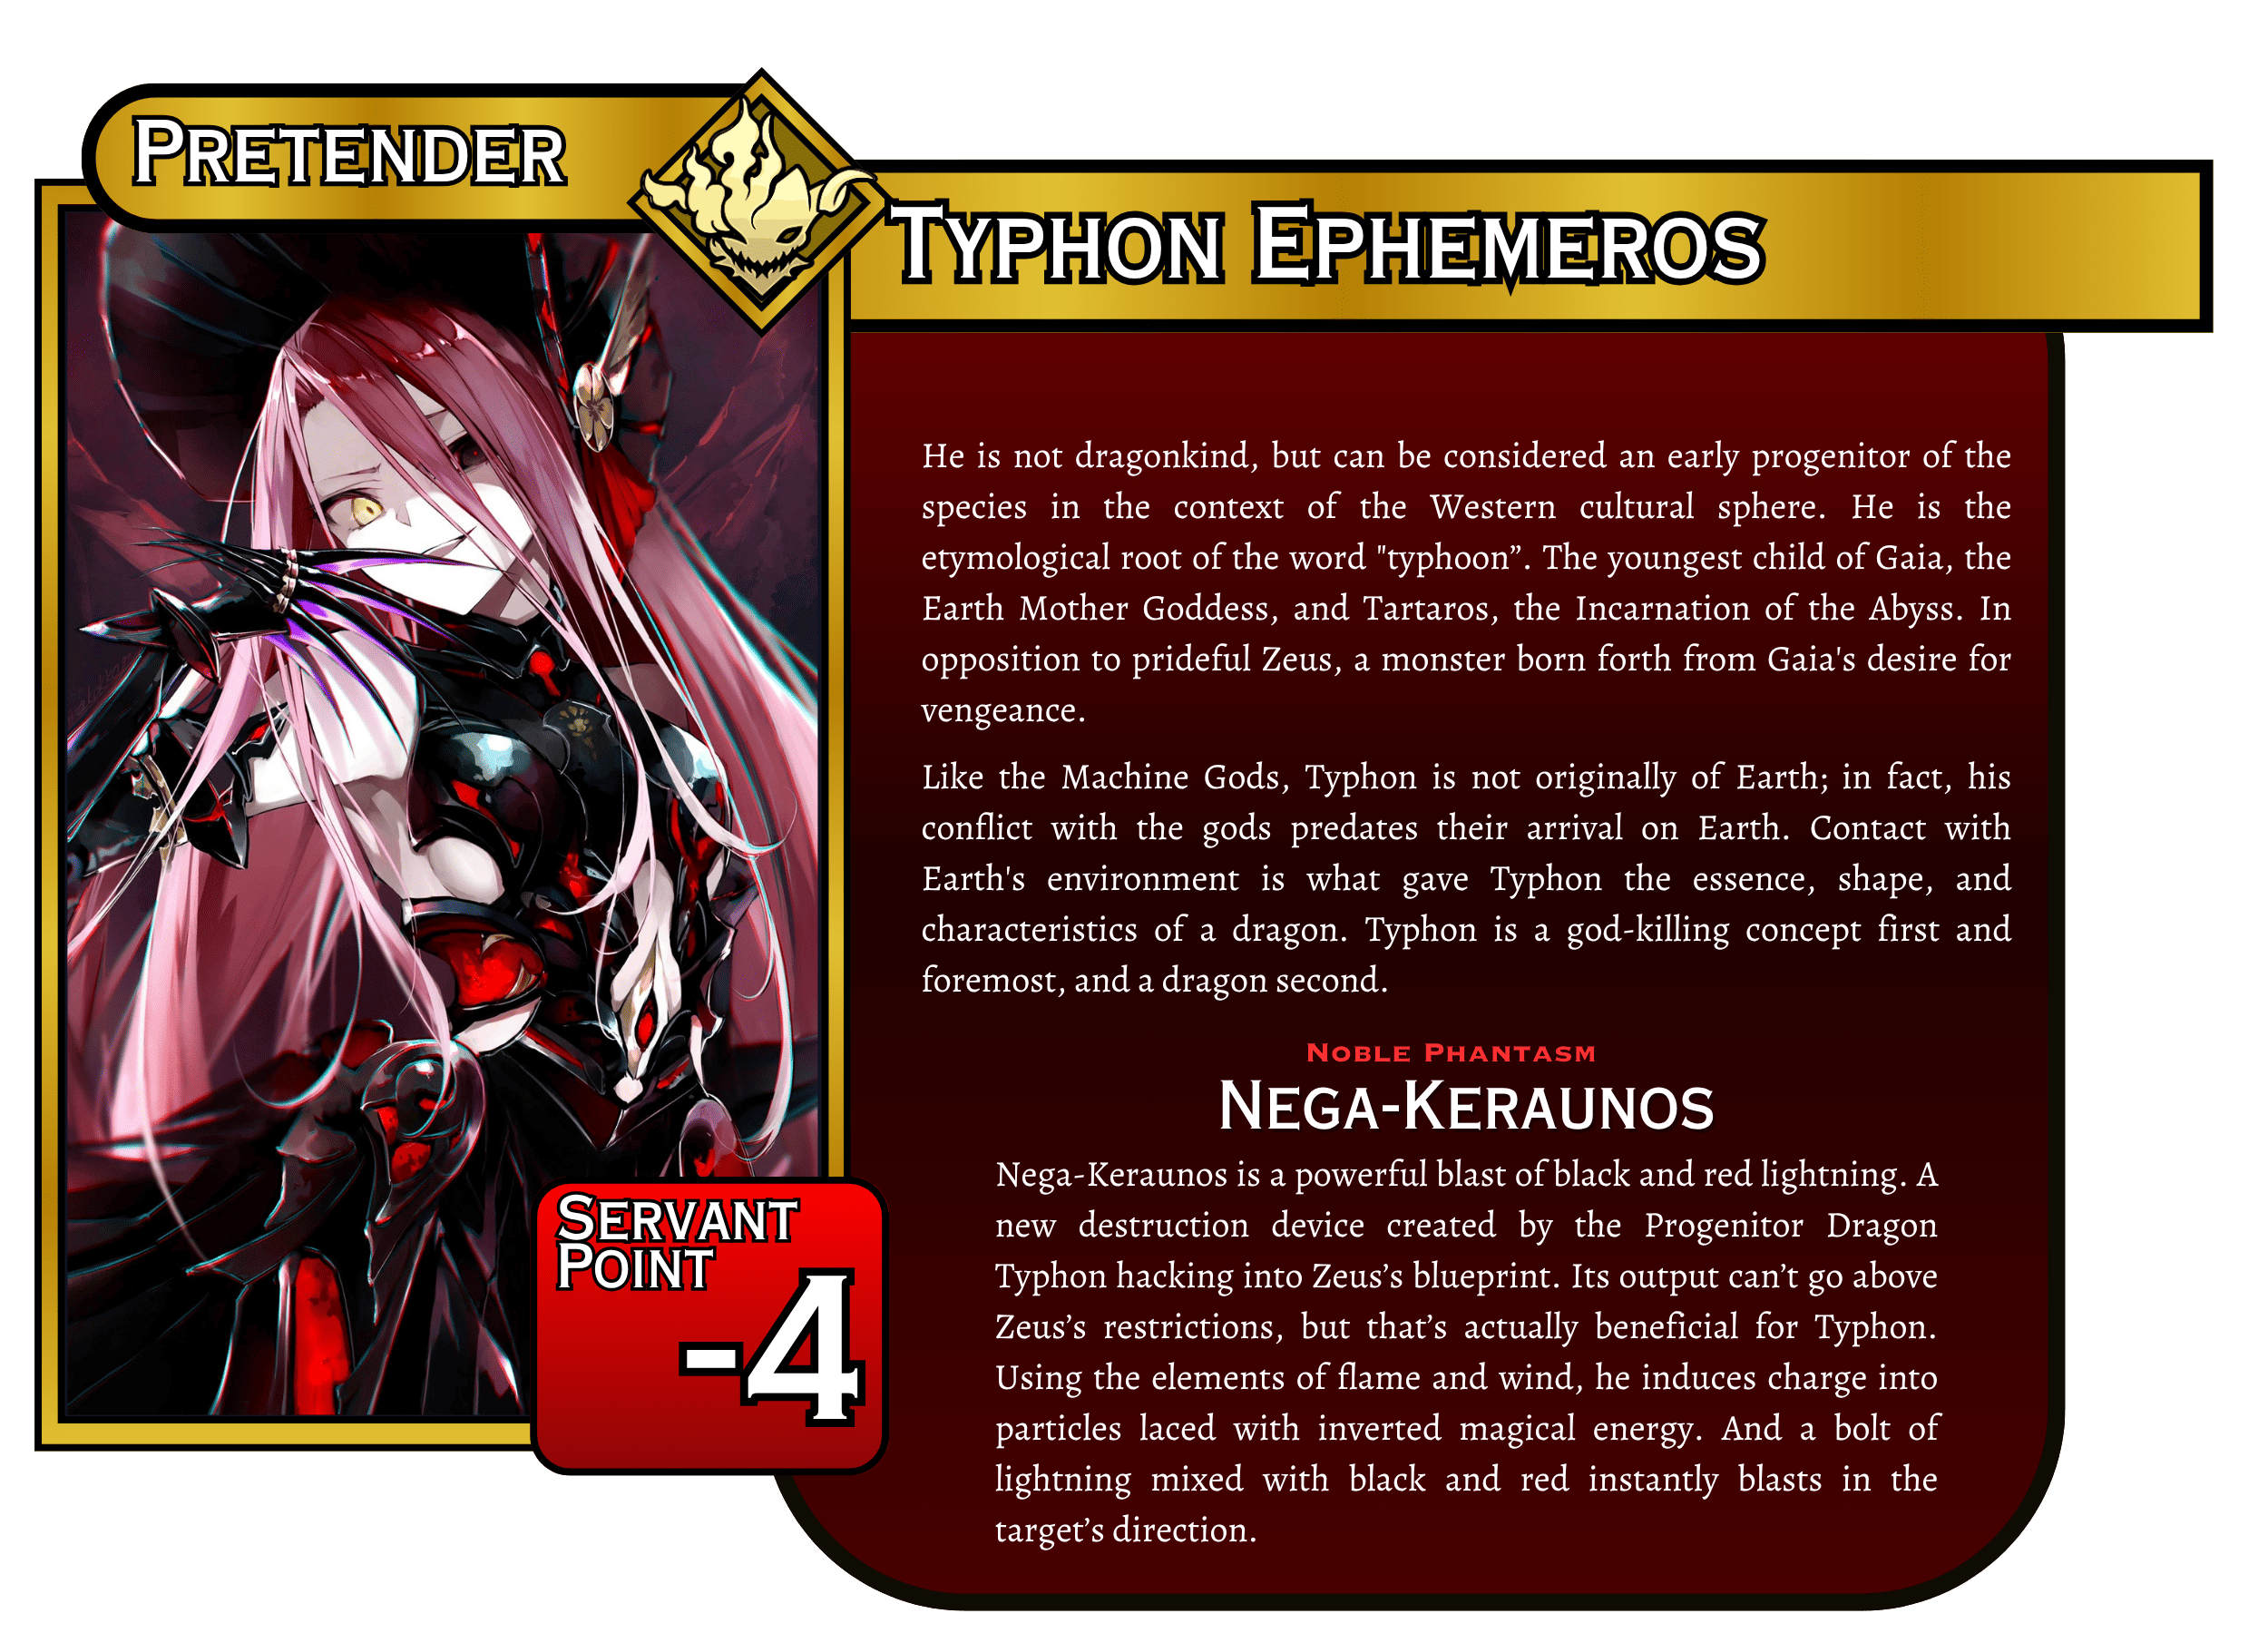 Pretender
Typhon Ephemeros
He is not dragonkind, but can be considered an early progenitor of the
species in the context of the Western cultural sphere. He is the
etymological root of the word "typhoon”. The youngest child of Gaia, the
Earth Mother Goddess, and Tartaros, the Incarnation of the Abyss. In
opposition to prideful Zeus, a monster born forth from Gaia's desire for
vengeance.
Like the Machine Gods, Typhon is not originally of Earth; in fact, his
conflict with the gods predates their arrival on Earth. Contact with
Earth's environment is what gave Typhon the essence, shape, and
characteristics of a dragon. Typhon is a god-killing concept first and
foremost, and a dragon second.
Noble Phantasm
Nega-Keraunos
Nega-Keraunos is a powerful blast of black and red lightning. A
new destruction device created by the Progenitor Dragon
Typhon hacking into Zeus’s blueprint. Its output can’t go above
Zeus’s restrictions, but that’s actually beneficial for Typhon.
Using the elements of flame and wind, he induces charge into
particles laced with inverted magical energy. And a bolt of
lightning mixed with black and red instantly blasts in the
target’s direction.
Servant
Point
-4